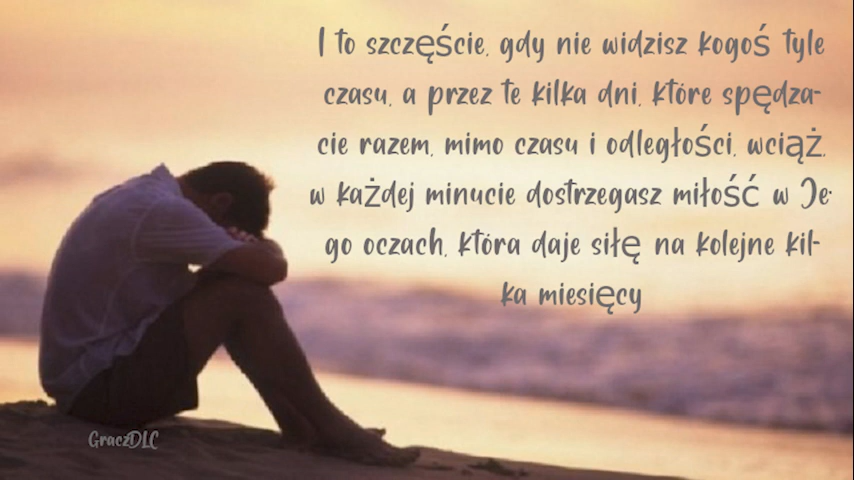 I to szczęście, gdy nie widzisz kogoś tyle
czasu, a przez te kilka dni, które spędza-
cie razem, mimo czasu i odległości, wciąż,
w każdej minucie dostrzegasz miłość w Je-
go oczach, która daje siłę na kolejne kil-
ka miesięcy
GraczDLC